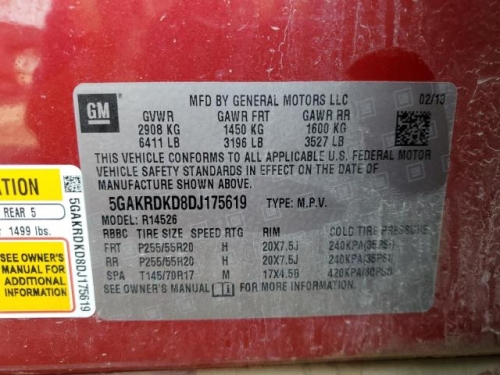 MFD BY GENERAL MOTORS LLC 02/13
GM
GVWR GAWR FRT GAWR RR
2908 KG 1450 KG 1600 KG
6411 LB 3196 LB 3527 LB
THIS VEHICLE CONFORMS TO ALL APPLICABLE U.S. FEDERAL MOTOR
VEHICLE SAFETY STANDARDS IN EFFECT ON THE DATE OF
MANUFACTURE SHOWN ABOVE.
5GAKRDKD8DJ175619 TYPE: M.P.V.
MODEL: R14526
RBBC TIRE SIZE SPEED RTG RIM COLD TIRE PRESSURE
FRT P255/55R20 H 20X7.5J 240KPA(35PSI)
RR P255/55R20 H 20X7.5J 240KPA(35PSI)
SPA T145/70R17 M 17X4.5B 420KPA(60PSI)
SEE OWNER'S MANUAL FOR MORE INFORMATION.
INFORMATION
REAR 5
1499 lbs.
SEE OWNER'S
MANUAL FOR
ADDITIONAL
INFORMATION
5GAKRDKD8DJ175619